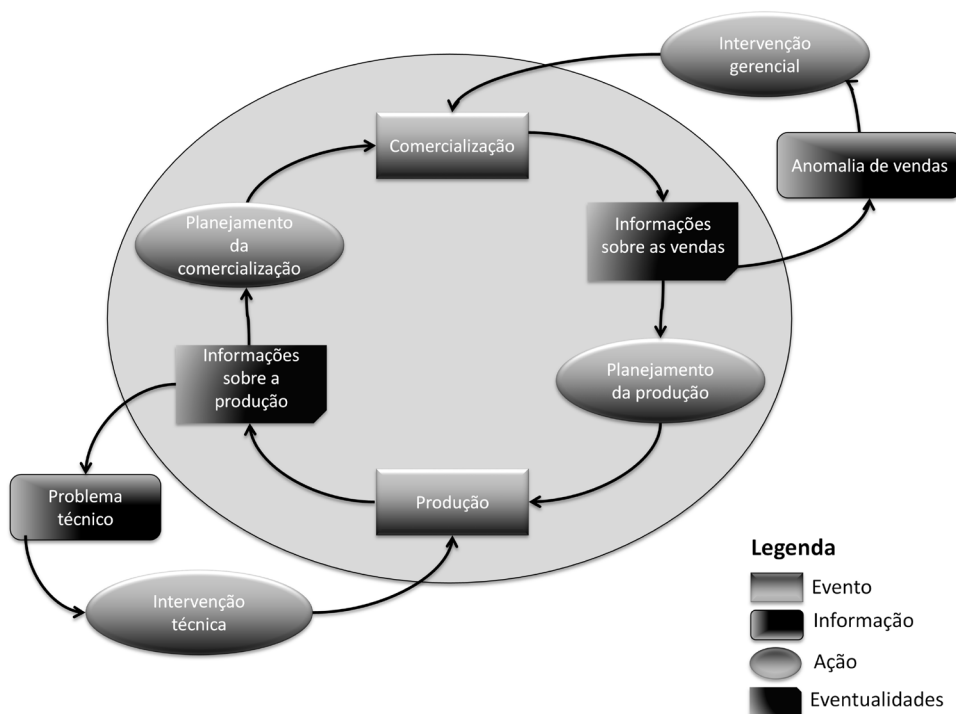 Intervenção
gerencial
Comercialização
Anomalia de vendas
Planejamento
da
comercialização
Informações
sobre as vendas
Informações
sobre a
produção
Planejamento
da produção
Problema
técnico
Produção
Intervenção
técnica
Legenda
Evento
Informação
Ação
Eventualidades